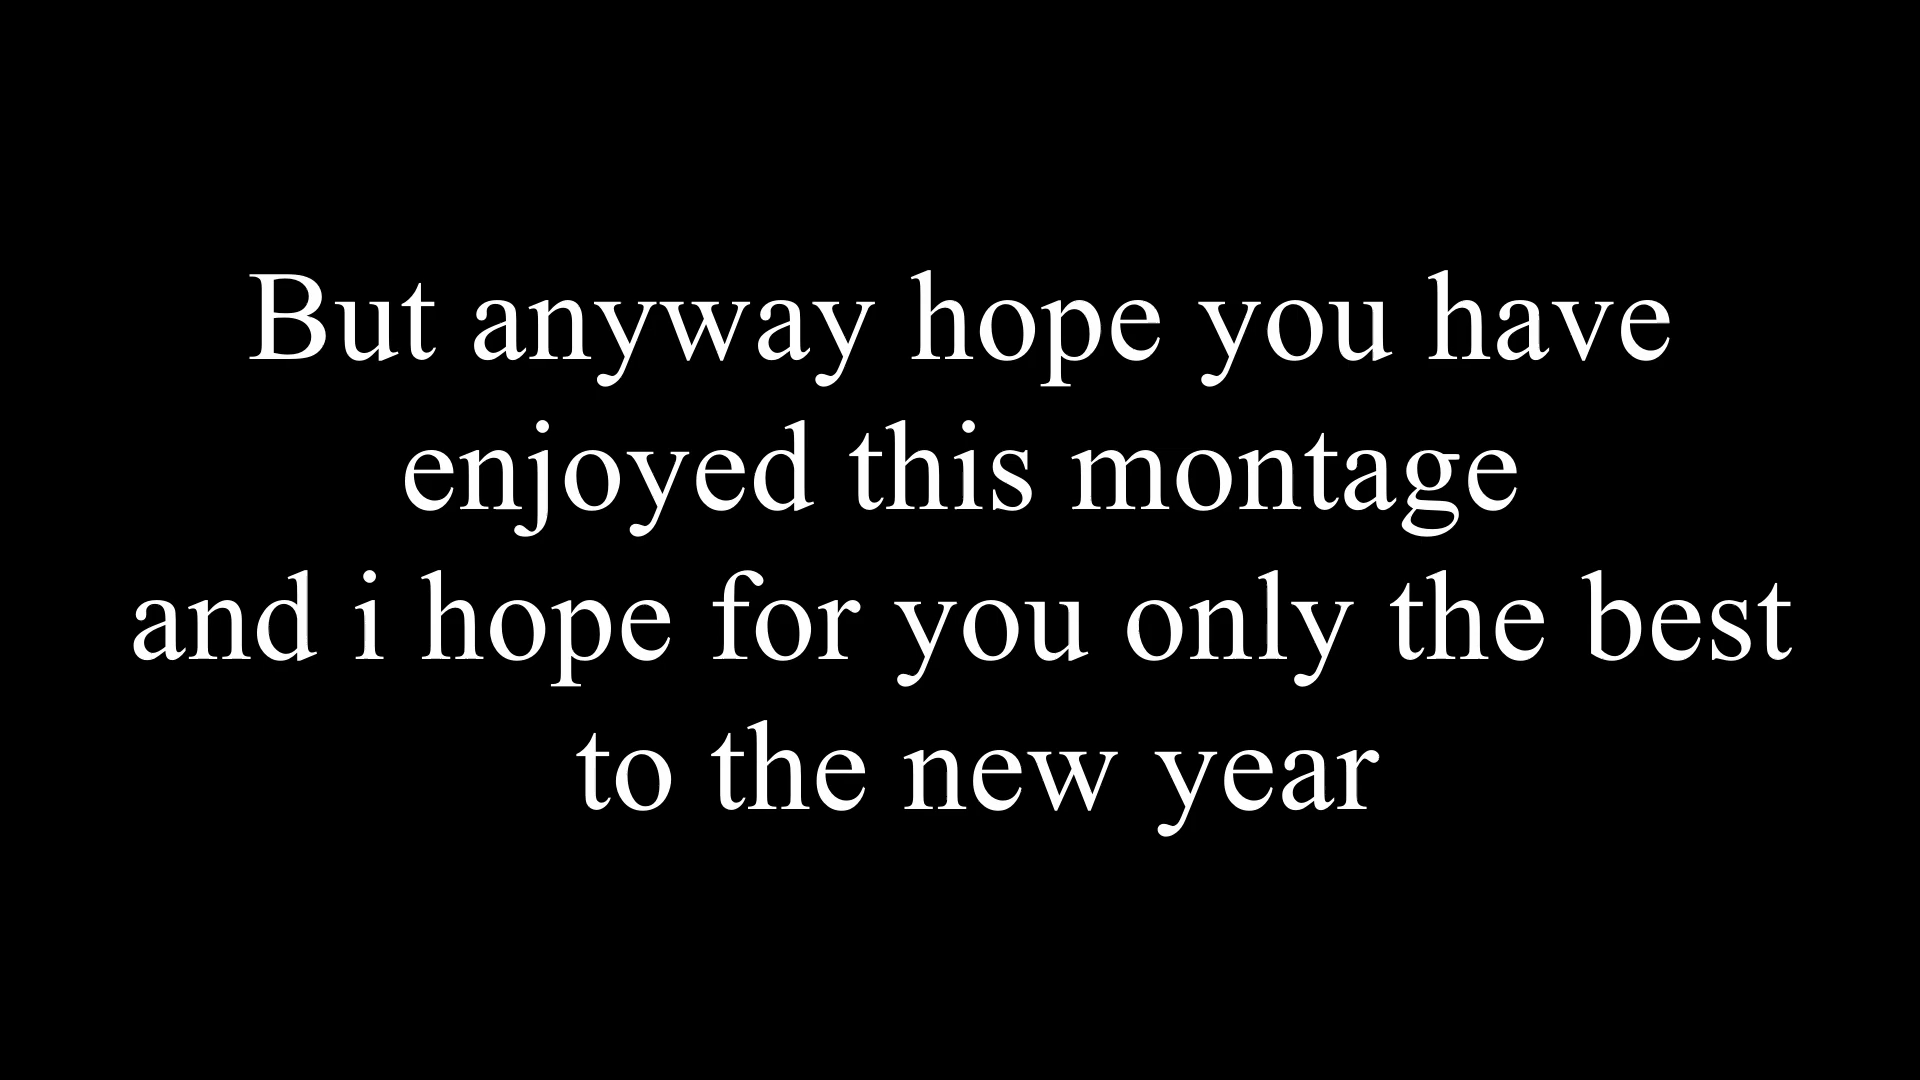 But anyway hope you have
enjoyed this montage
and i hope for you only the best
to the new year